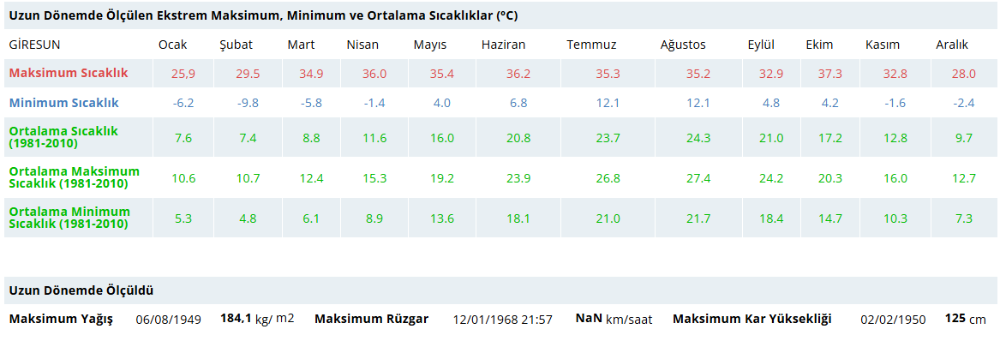 Uzun Dönemde Ölçülen Ekstrem Maksimum, Minimum ve Ortalama Sıcaklıklar (°C)
GİRESUN Ocak Şubat Mart Nisan Mayıs Haziran Temmuz Ağustos Eylül Ekim Kasım Aralık
Maksimum Sıcaklık 25,9 29.5 34.9 36.0 35.4 36.2 35.3 35.2 32.9 37.3 32.8 28.0
Minimum Sıcaklık -6.2 -9.8 -5.8 -1.4 4.0 6.8 12.1 12.1 4.8 4.2 -1.6 -2.4
Ortalama Sıcaklık
(1981-2010) 7.6 7.4 8.8 11.6 16.0 20.8 23.7 24.3 21.0 17.2 12.8 9.7
Ortalama Maksimum
Sıcaklık (1981-2010) 10.6 10.7 12.4 15.3 19.2 23.9 26.8 27.4 24.2 20.3 16.0 12.7
Ortalama Minimum
Sıcaklık (1981-2010) 5.3 4.8 6.1 8.9 13.6 18.1 21.0 21.7 18.4 14.7 10.3 7.3
Uzun Dönemde Ölçüldü
Maksimum Yağış 06/08/1949 184,1 kg/ m2 Maksimum Rüzgar 12/01/1968 21:57 NaN km/saat Maksimum Kar Yüksekliği 02/02/1950 125 cm